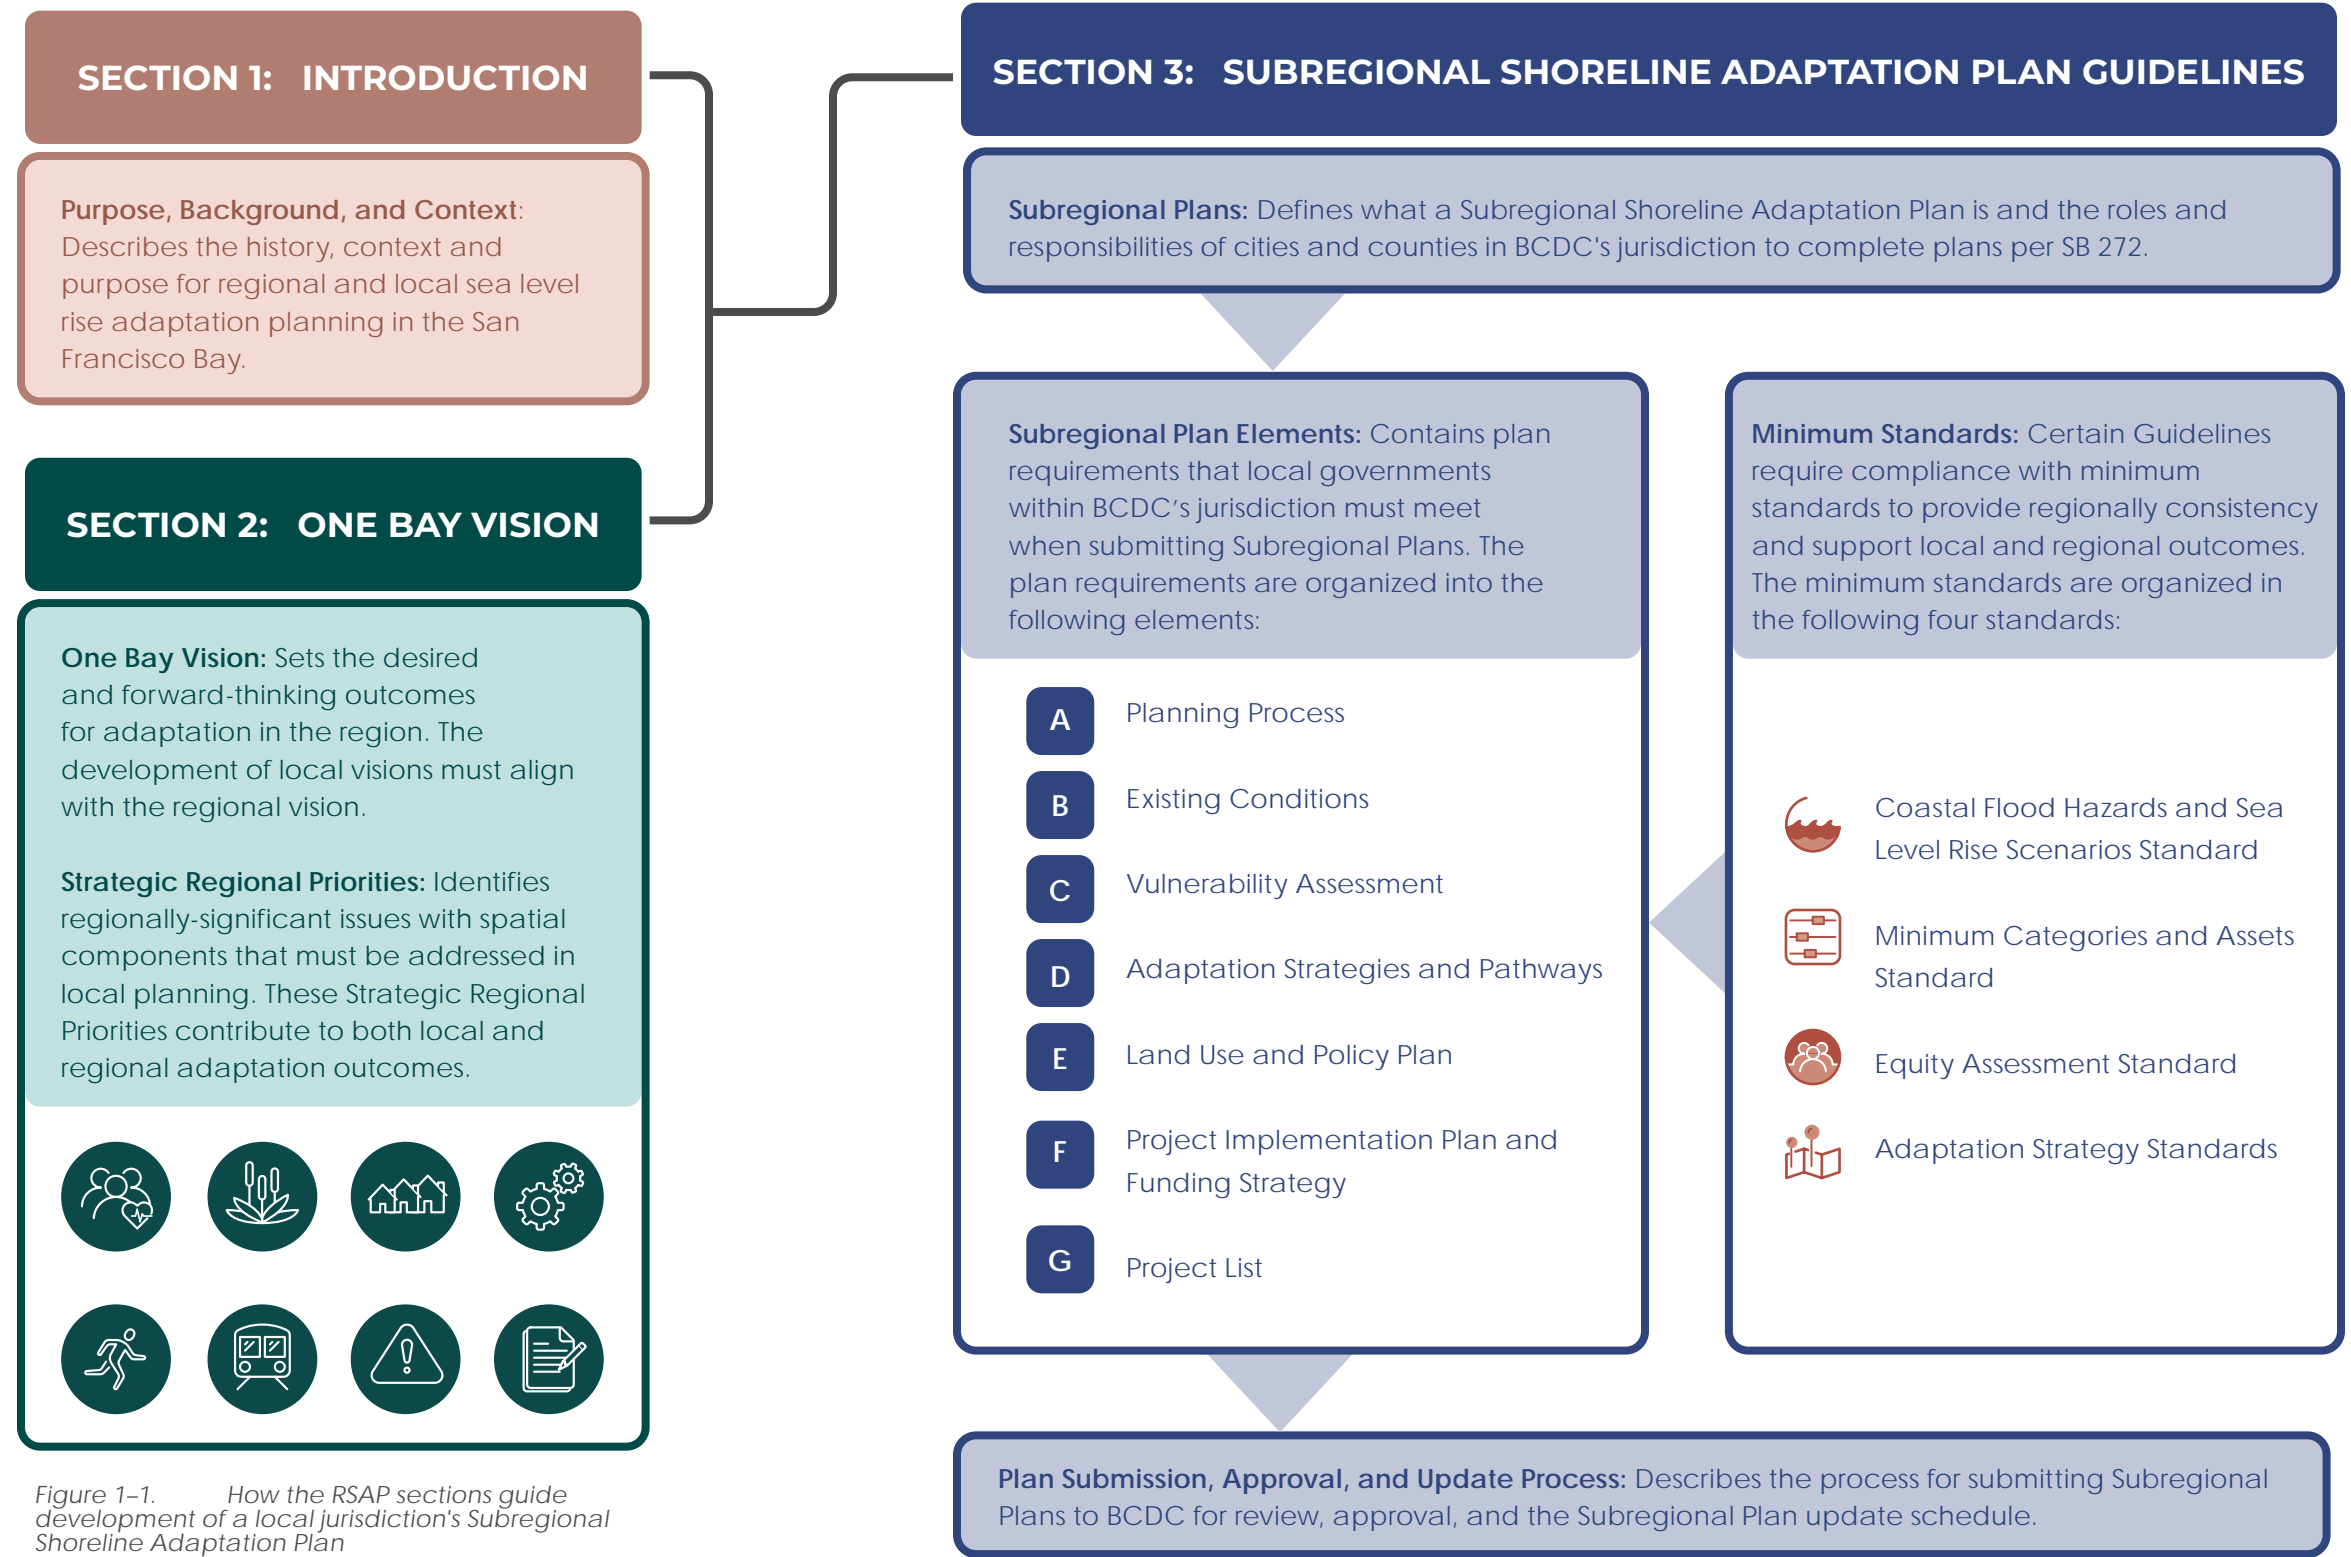 SECTION 1: INTRODUCTION
Purpose, Background, and Context:
Describes the history, context and
purpose for regional and local sea level
rise adaptation planning in the San
Francisco Bay.
SECTION 2: ONE BAY VISION
One Bay Vision: Sets the desired
and forward-thinking outcomes
for adaptation in the region. The
development of local visions must align
with the regional vision.
Strategic Regional Priorities: Identifies
regionally-significant issues with spatial
components that must be addressed in
local planning. These Strategic Regional
Priorities contribute to both local and
regional adaptation outcomes.
Figure 1–1. How the RSAP sections guide
development of a local jurisdiction's Subregional
Shoreline Adaptation Plan
SECTION 3: SUBREGIONAL SHORELINE ADAPTATION PLAN GUIDELINES
Subregional Plans: Defines what a Subregional Shoreline Adaptation Plan is and the roles and
responsibilities of cities and counties in BCDC's jurisdiction to complete plans per SB 272.
Subregional Plan Elements: Contains plan
requirements that local governments
within BCDC's jurisdiction must meet
when submitting Subregional Plans. The
plan requirements are organized into the
following elements:
A Planning Process
B Existing Conditions
C Vulnerability Assessment
D Adaptation Strategies and Pathways
E Land Use and Policy Plan
F Project Implementation Plan and
Funding Strategy
G Project List
Minimum Standards: Certain Guidelines
require compliance with minimum
standards to provide regionally consistency
and support local and regional outcomes.
The minimum standards are organized in
the following four standards:
Coastal Flood Hazards and Sea
Level Rise Scenarios Standard
Minimum Categories and Assets
Standard
Equity Assessment Standard
Adaptation Strategy Standards
Plan Submission, Approval, and Update Process: Describes the process for submitting Subregional
Plans to BCDC for review, approval, and the Subregional Plan update schedule.